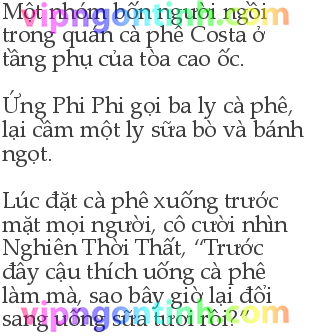 Một nhóm bốn người ngồi
trong quán cà phê Costa ở
tầng phụ của tòa cao ốc.
Ứng Phi Phi gọi ba ly cà phê,
lại cầm một ly sữa bò và bánh
ngọt.
Lúc đặt cà phê xuống trước
mặt mọi người, cô cười nhìn
Nghiên Thời Thất, “Trước
đây cậu thích uống cà phê
làm mà, sao bây giờ lại đổi
sang uống sữa tươi rồi?”
vipngontinh.com
vipngontinh.com